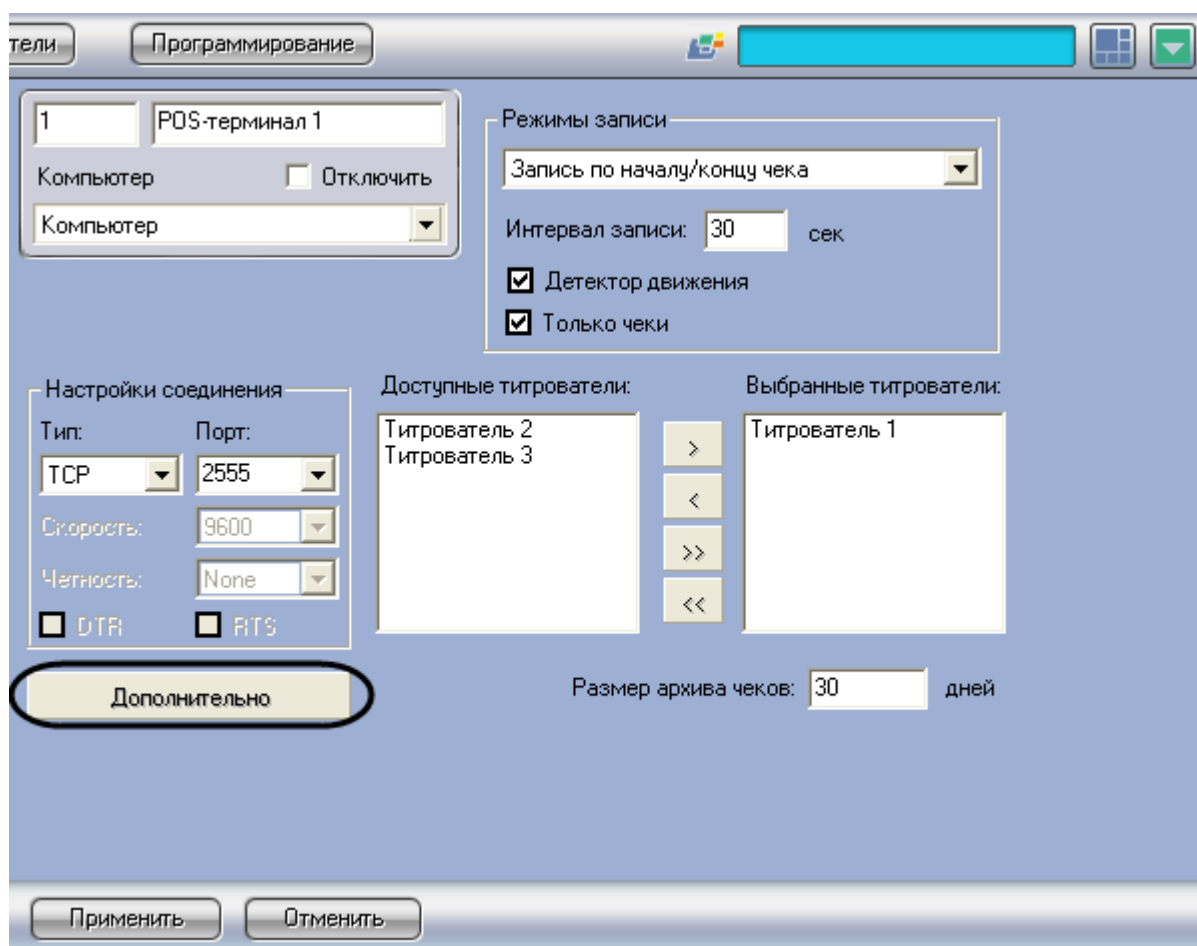 тели
Программирование
1
POS-терминал 1
Компьютер
Отключить
Компьютер
Режимы записи
Запись по началу/концу чека
Интервал записи: 30 сек
Детектор движения
Только чеки
Настройки соединения
Тип: Порт:
TCP 2555
Скорость: 9600
Четность: None
DTR RTS
Доступные титрователи:
Титрователь 2
Титрователь 3
>
<
>>
<<
Выбранные титрователи:
Титрователь 1
Дополнительно
Размер архива чеков: 30 дней
Применить
Отменить